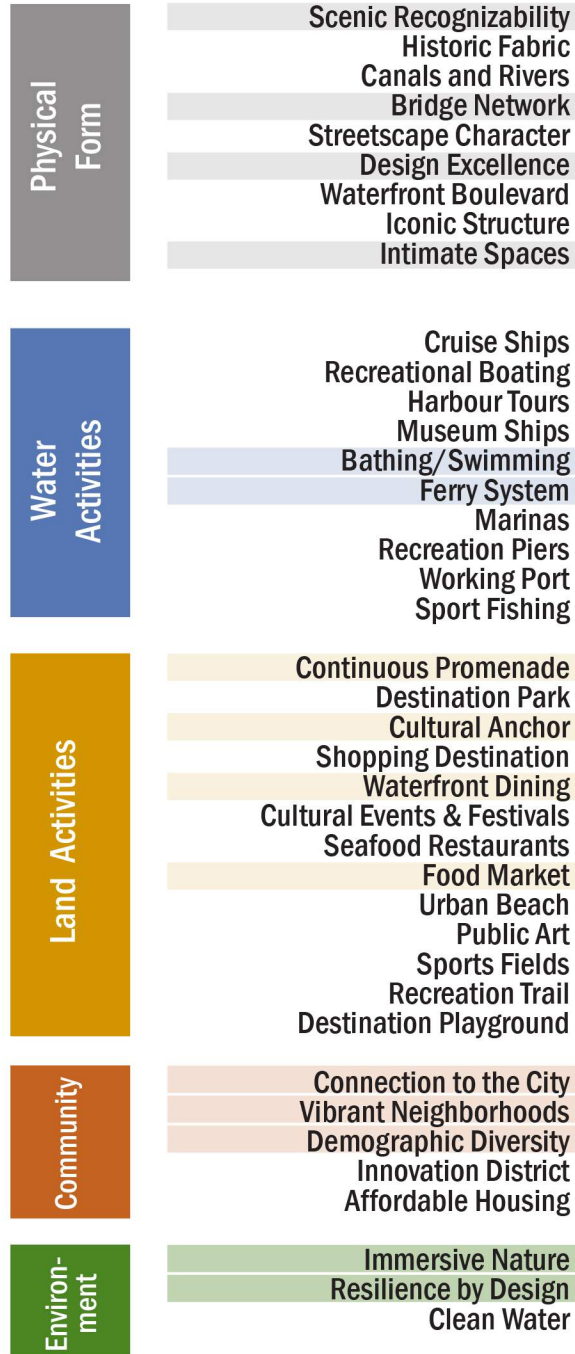 Physical
Form
Scenic Recognizability
Historic Fabric
Canals and Rivers
Bridge Network
Streetscape Character
Design Excellence
Waterfront Boulevard
Iconic Structure
Intimate Spaces
Water
Activities
Cruise Ships
Recreational Boating
Harbour Tours
Museum Ships
Bathing/Swimming
Ferry System
Marinas
Recreation Piers
Working Port
Sport Fishing
Land Activities
Continuous Promenade
Destination Park
Cultural Anchor
Shopping Destination
Waterfront Dining
Cultural Events & Festivals
Seafood Restaurants
Food Market
Urban Beach
Public Art
Sports Fields
Recreation Trail
Destination Playground
Community
Connection to the City
Vibrant Neighborhoods
Demographic Diversity
Innovation District
Affordable Housing
Environ-
ment
Immersive Nature
Resilience by Design
Clean Water